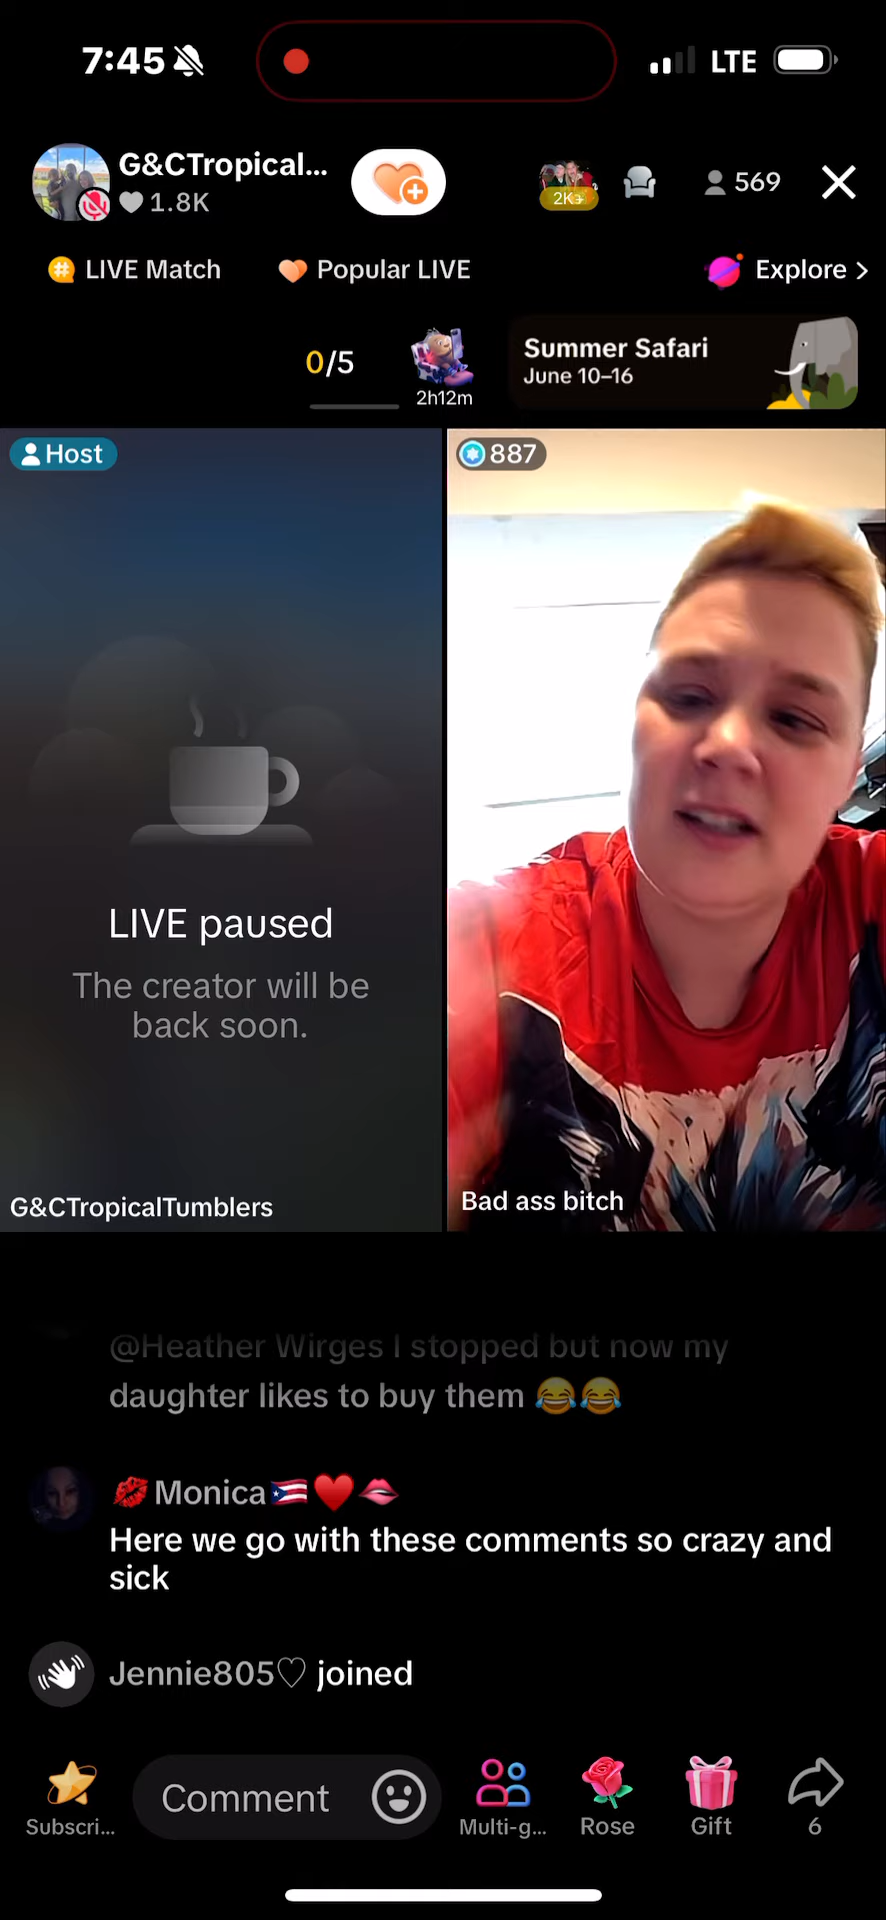 7:45
LTE
G&CTropical...
1.8K
2K+
569
LIVE Match
Popular LIVE
Explore >
0/5
2h12m
Summer Safari
June 10–16
Host
887
LIVE paused
The creator will be
back soon.
G&CTropicalTumblers
Bad ass bitch
@Heather Wirges I stopped but now my
daughter likes to buy them 😂😂
💋Monica🇵🇷❤️🫦
Here we go with these comments so crazy and
sick
Jennie805♡ joined
Comment
Subscri...
Multi-g...
Rose
Gift
6